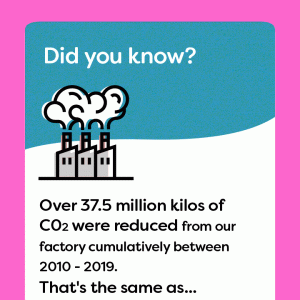 Did you know?
Over 37.5 million kilos of
C02 were reduced from our
factory cumulatively between
2010 - 2019.
That's the same as...